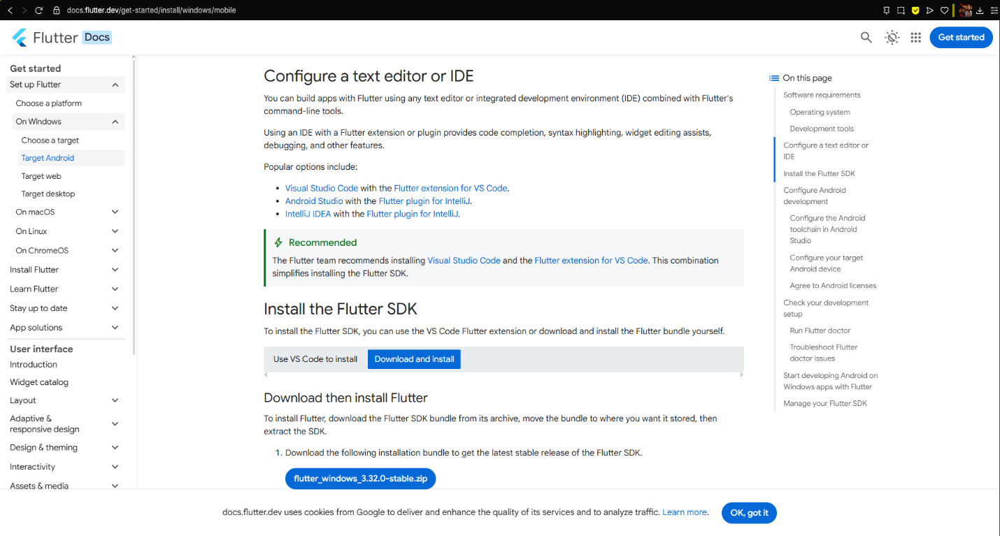 docs.flutter.dev/get-started/install/windows/mobile
Flutter Docs
Get started
Get started
Set up Flutter
Choose a platform
On Windows
Choose a target
Target Android
Target web
Target desktop
On macOS
On Linux
On ChromeOS
Install Flutter
Learn Flutter
Stay up to date
App solutions
User interface
Introduction
Widget catalog
Layout
Adaptive &
responsive design
Design & theming
Interactivity
Assets & media
Configure a text editor or IDE
You can build apps with Flutter using any text editor or integrated development environment (IDE) combined with Flutter's
command-line tools.
Using an IDE with a Flutter extension or plugin provides code completion, syntax highlighting, widget editing assists,
debugging, and other features.
Popular options include:
• Visual Studio Code with the Flutter extension for VS Code.
• Android Studio with the Flutter plugin for IntelliJ.
• IntelliJ IDEA with the Flutter plugin for IntelliJ.
Recommended
The Flutter team recommends installing Visual Studio Code and the Flutter extension for VS Code. This combination
simplifies installing the Flutter SDK.
Install the Flutter SDK
To install the Flutter SDK, you can use the VS Code Flutter extension or download and install the Flutter bundle yourself.
Use VS Code to install Download and install
Download then install Flutter
To install Flutter, download the Flutter SDK bundle from its archive, move the bundle to where you want it stored, then
extract the SDK.
1. Download the following installation bundle to get the latest stable release of the Flutter SDK.
flutter_windows_3.32.0-stable.zip
On this page
Software requirements
Operating system
Development tools
Configure a text editor or
IDE
Install the Flutter SDK
Configure Android
development
Configure the Android
toolchain in Android
Studio
Configure your target
Android device
Agree to Android licenses
Check your development
setup
Run Flutter doctor
Troubleshoot Flutter
doctor issues
Start developing Android on
Windows apps with Flutter
Manage your Flutter SDK
docs.flutter.dev uses cookies from Google to deliver and enhance the quality of its services and to analyze traffic. Learn more.
OK, got it